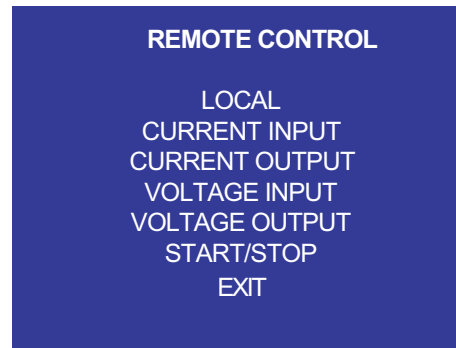 REMOTE CONTROL
LOCAL
CURRENT INPUT
CURRENT OUTPUT
VOLTAGE INPUT
VOLTAGE OUTPUT
START/STOP
EXIT